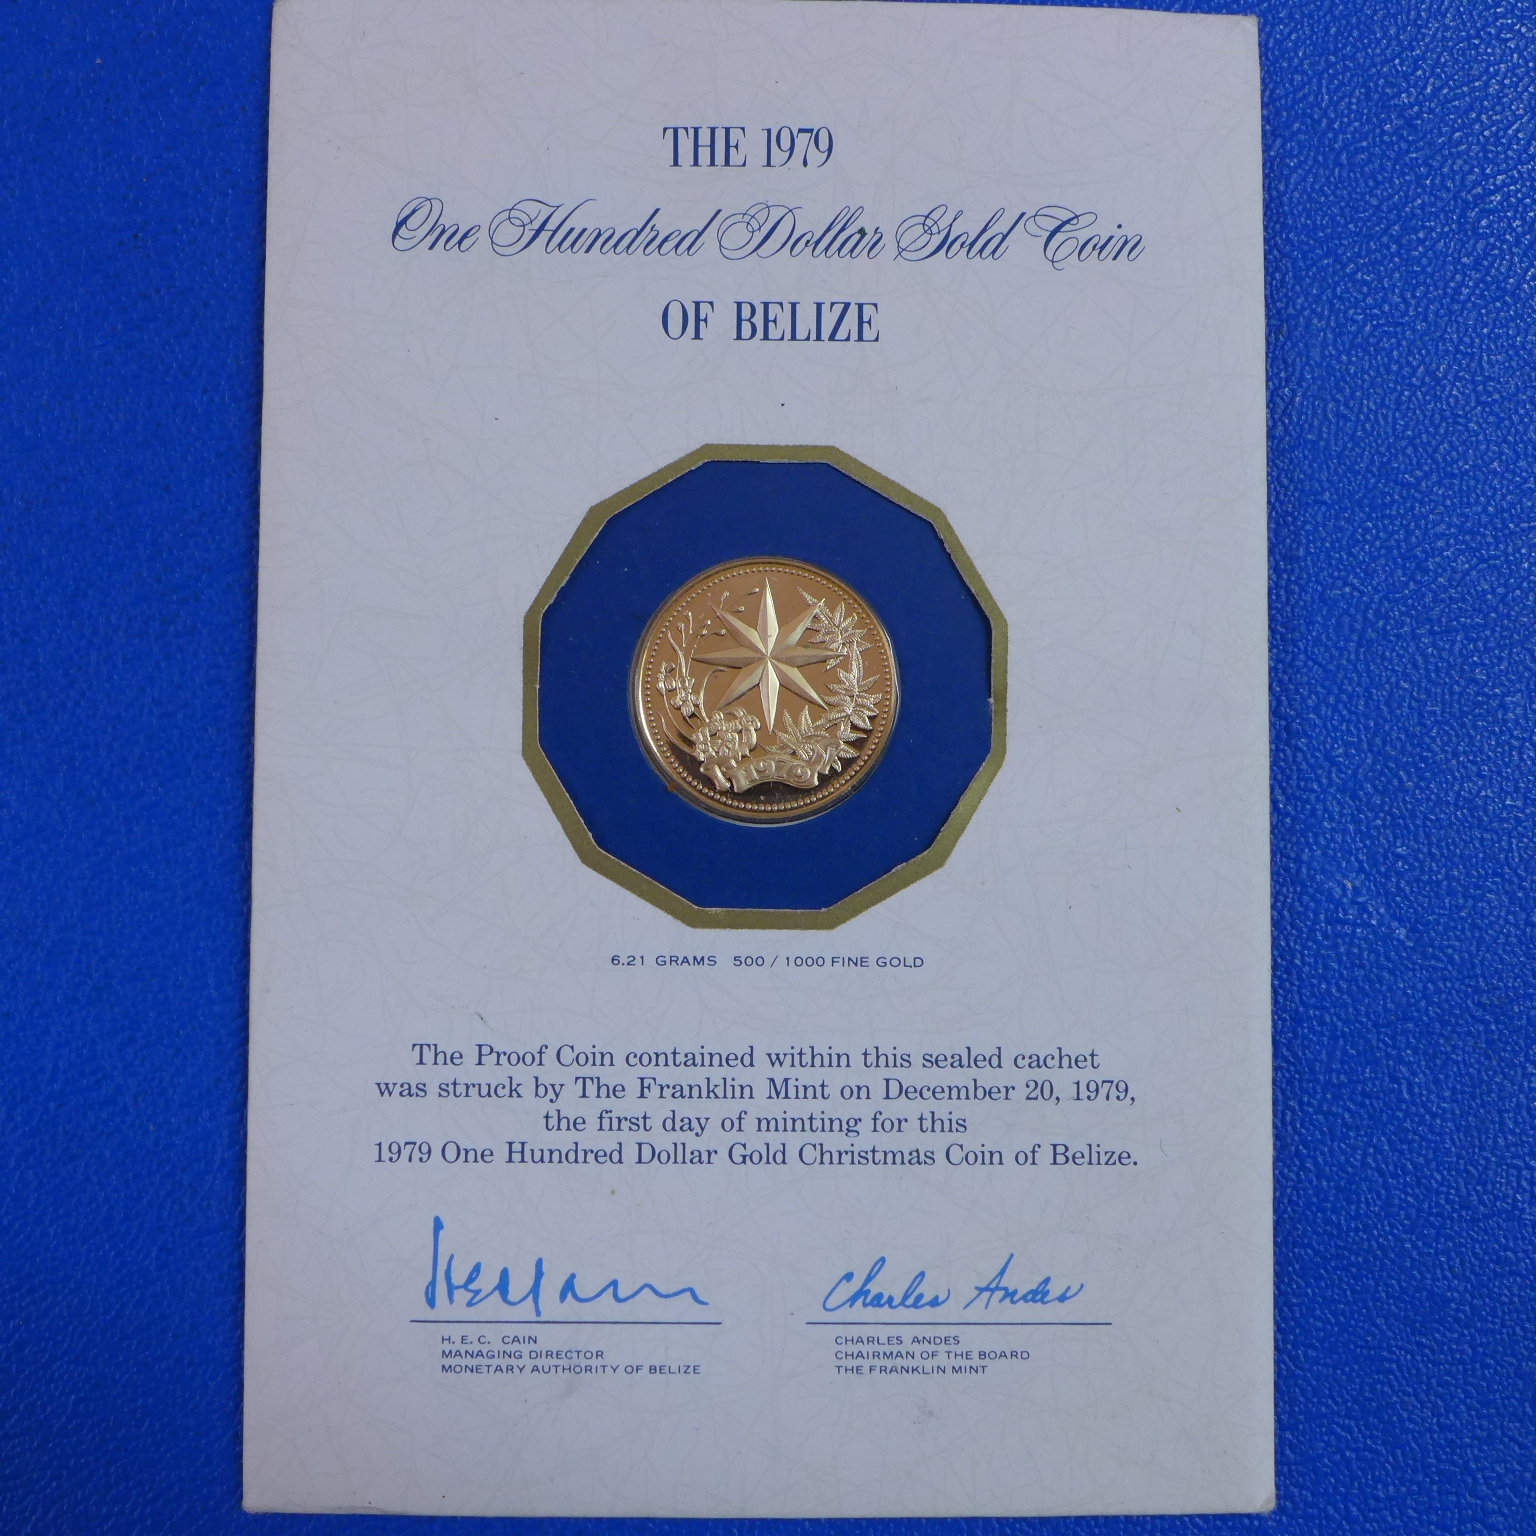 THE 1979
One Hundred Dollar Gold Coin
OF BELIZE
1979
6.21 GRAMS 500 / 1000 FINE GOLD
The Proof Coin contained within this sealed cachet
was struck by The Franklin Mint on December 20, 1979,
the first day of minting for this
1979 One Hundred Dollar Gold Christmas Coin of Belize.
HECCain
H. E. C. CAIN
MANAGING DIRECTOR
MONETARY AUTHORITY OF BELIZE
Charles Andes
CHARLES ANDES
CHAIRMAN OF THE BOARD
THE FRANKLIN MINT